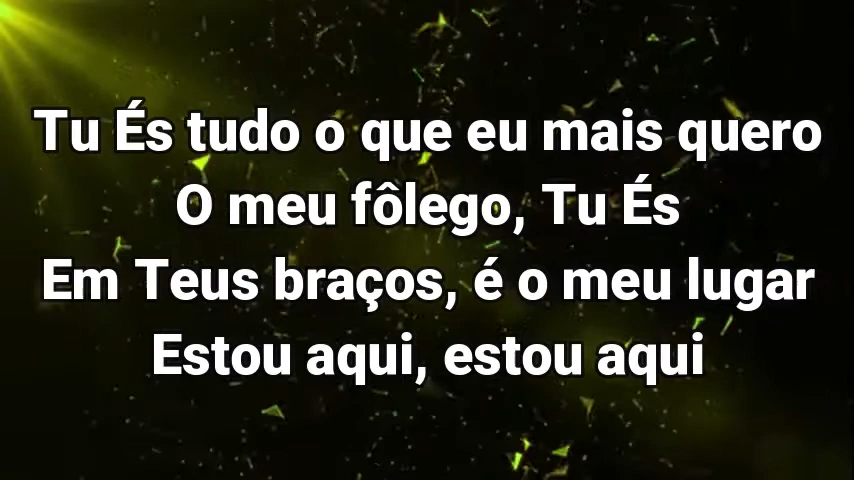 Tu És tudo o que eu mais quero
O meu fôlego, Tu És
Em Teus braços, é o meu lugar
Estou aqui, estou aqui